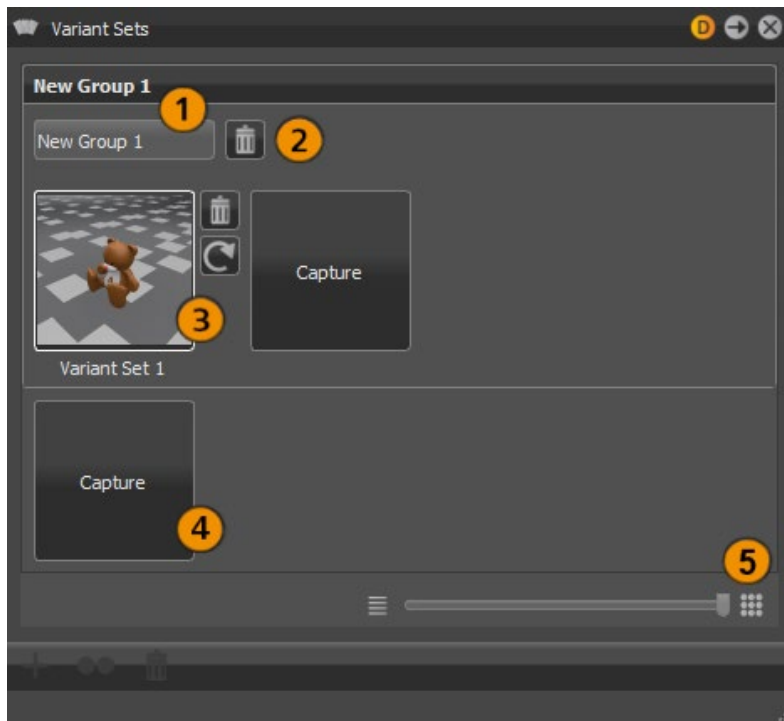 Variant Sets
D
New Group 1
1
New Group 1
2
Capture
3
Variant Set 1
Capture
4
5